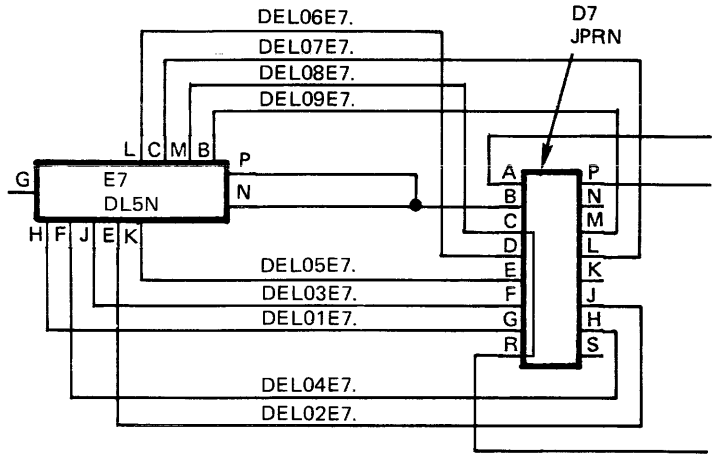 DEL06E7.
DEL07E7.
DEL08E7.
DEL09E7.
D7
JPRN
L C M B
G
E7
DL5N
P
N
H F J E K
A
B
C
D
E
F
G
R
P
N
M
L
K
J
H
S
DEL05E7.
DEL03E7.
DEL01E7.
DEL04E7.
DEL02E7.